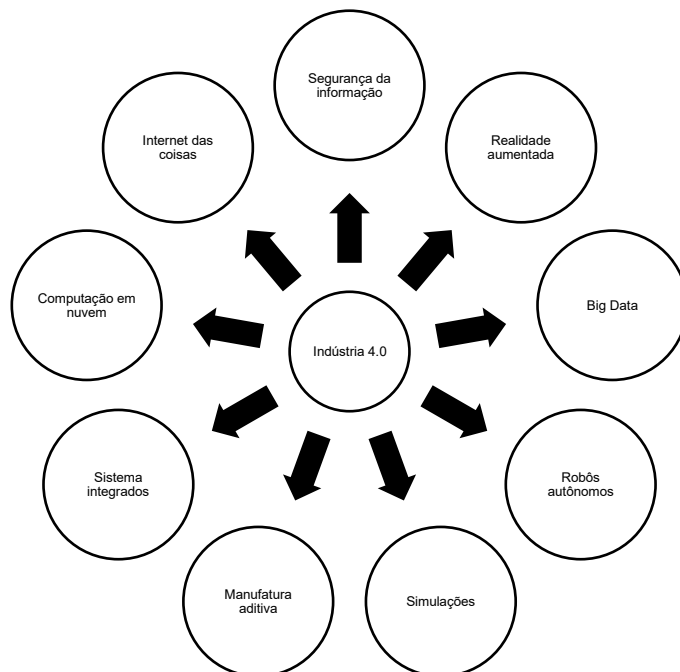 Segurança da
informação
Realidade
aumentada
Big Data
Robôs
autônomos
Simulações
Manufatura
aditiva
Sistema
integrados
Computação em
nuvem
Internet das
coisas
Indústria 4.0